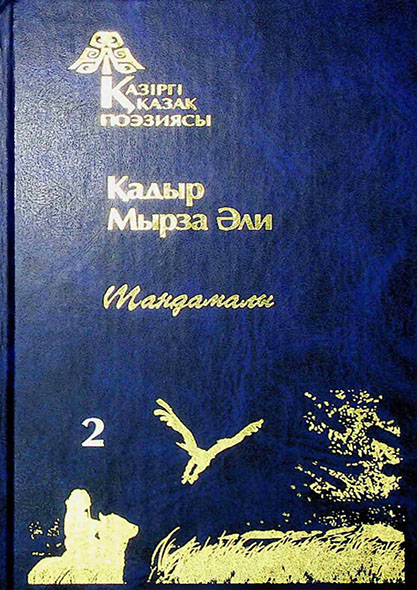 ҚАЗІРГІ
ҚАЗАҚ
ПОЭЗИЯСЫ
Қадыр
Мырза Әли
Таңдамалы
2